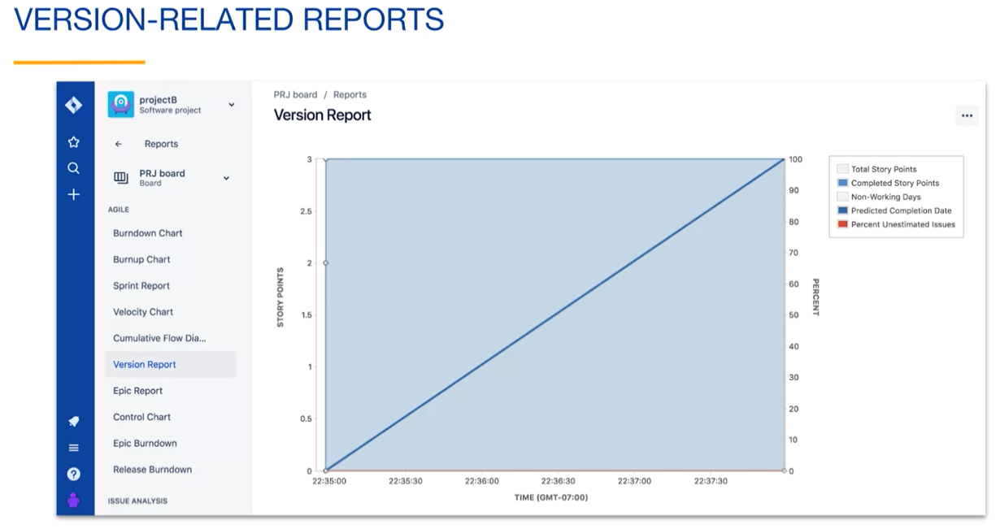 VERSION-RELATED REPORTS
projectB
Software project
Reports
PRJ board
Board
AGILE
Burndown Chart
Burnup Chart
Sprint Report
Velocity Chart
Cumulative Flow Dia...
Version Report
Epic Report
Control Chart
Epic Burndown
Release Burndown
ISSUE ANALYSIS
PRJ board / Reports
Version Report
STORY POINTS
3
2.5
2
1.5
1
0.5
0
22:35:00 22:35:30 22:36:00 22:36:30 22:37:00 22:37:30
TIME (GMT-07:00)
100
90
80
70
60
50
40
30
20
10
0
PERCENT
Total Story Points
Completed Story Points
Non-Working Days
Predicted Completion Date
Percent Unestimated Issues